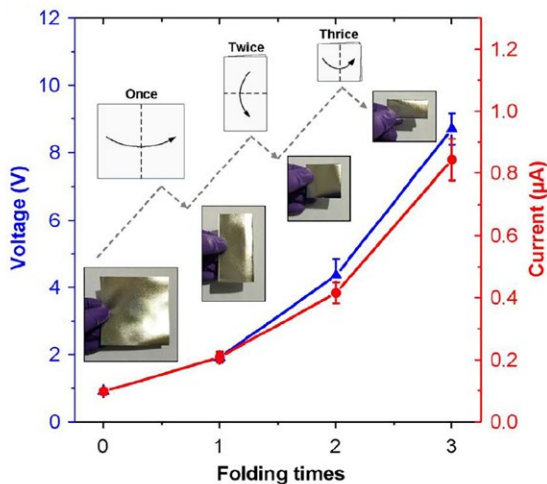 12
10
8
6
4
2
0
Voltage (V)
Once
Twice
Thrice
1.2
1.0
0.8
0.6
0.4
0.2
0.0
Current (μA)
0 1 2 3
Folding times